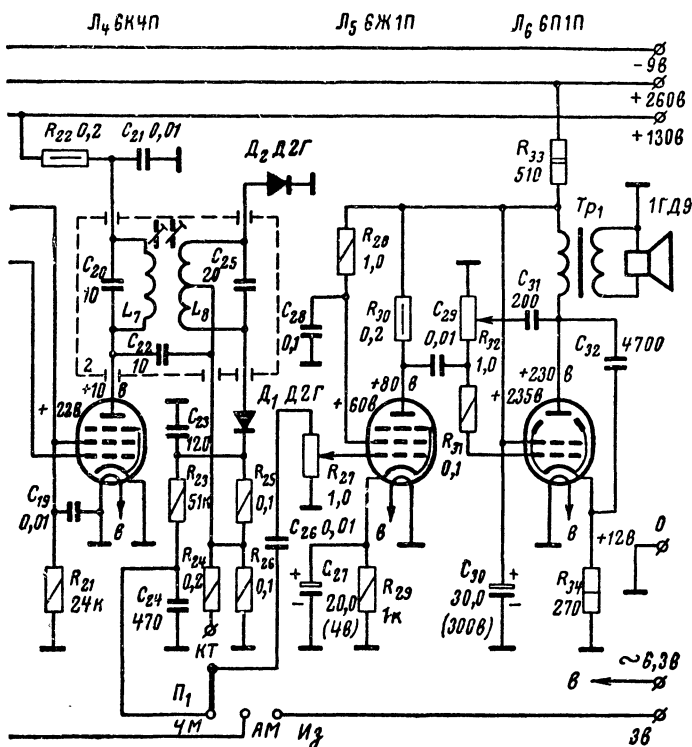 Л₄ 6К4П
Л₅ 6Ж1П
Л₆ 6П1П
-9в
+260в
+130в
R₂₂ 0,2
C₂₁ 0,01
Д₂ Д2Г
R₃₃
510
Тр₁
1ГД9
R₂₈
1,0
C₂₀
10
L₇
L₈
C₂₅
20
C₂₂
10
2
C₂₈
0,1
R₃₀
0,2
C₂₉
0,01
R₃₂
1,0
C₃₁
200
C₃₂
4700
+10 в
+ 22в
Д₁ Д2Г
+ 60в
+80в
+235в
+230 в
C₂₃
120
R₂₇
1,0
R₃₁
0,1
C₁₉
0,01
в
R₂₃
51к
R₂₅
0,1
C₂₆ 0,01
в
в
+12в
0
R₂₁
24к
C₂₄
470
R₂₄
0,2
R₂₆
0,1
+
-
C₂₇
20,0
(4в)
R₂₉
1к
C₃₀
30,0
(300в)
+
-
R₃₄
270
КТ
П₁
ЧМ
АМ
Из
в
~6,3в
Зв